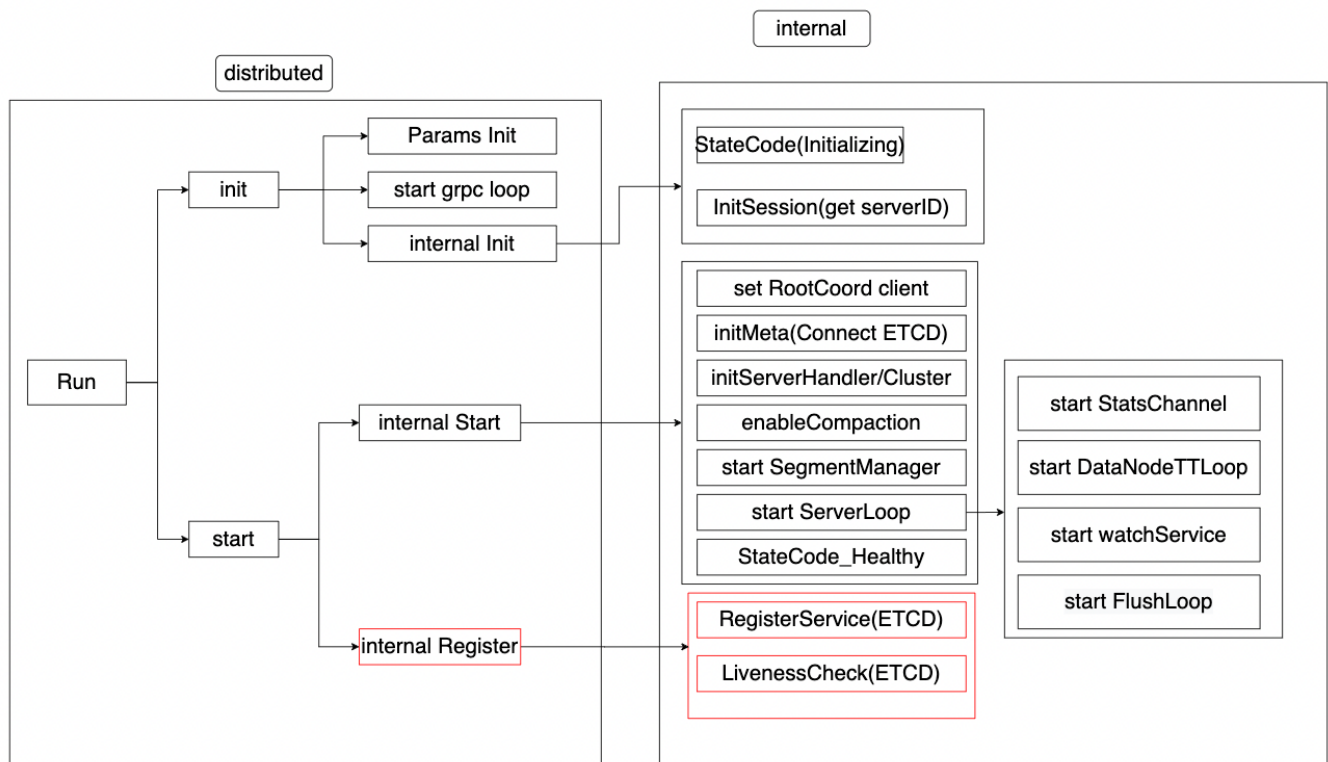 internal
distributed
Params Init
init
start grpc loop
internal Init
Run
internal Start
start
internal Register
StateCode(Initializing)
InitSession(get serverID)
set RootCoord client
initMeta(Connect ETCD)
initServerHandler/Cluster
enableCompaction
start SegmentManager
start ServerLoop
StateCode_Healthy
RegisterService(ETCD)
LivenessCheck(ETCD)
start StatsChannel
start DataNodeTTLoop
start watchService
start FlushLoop